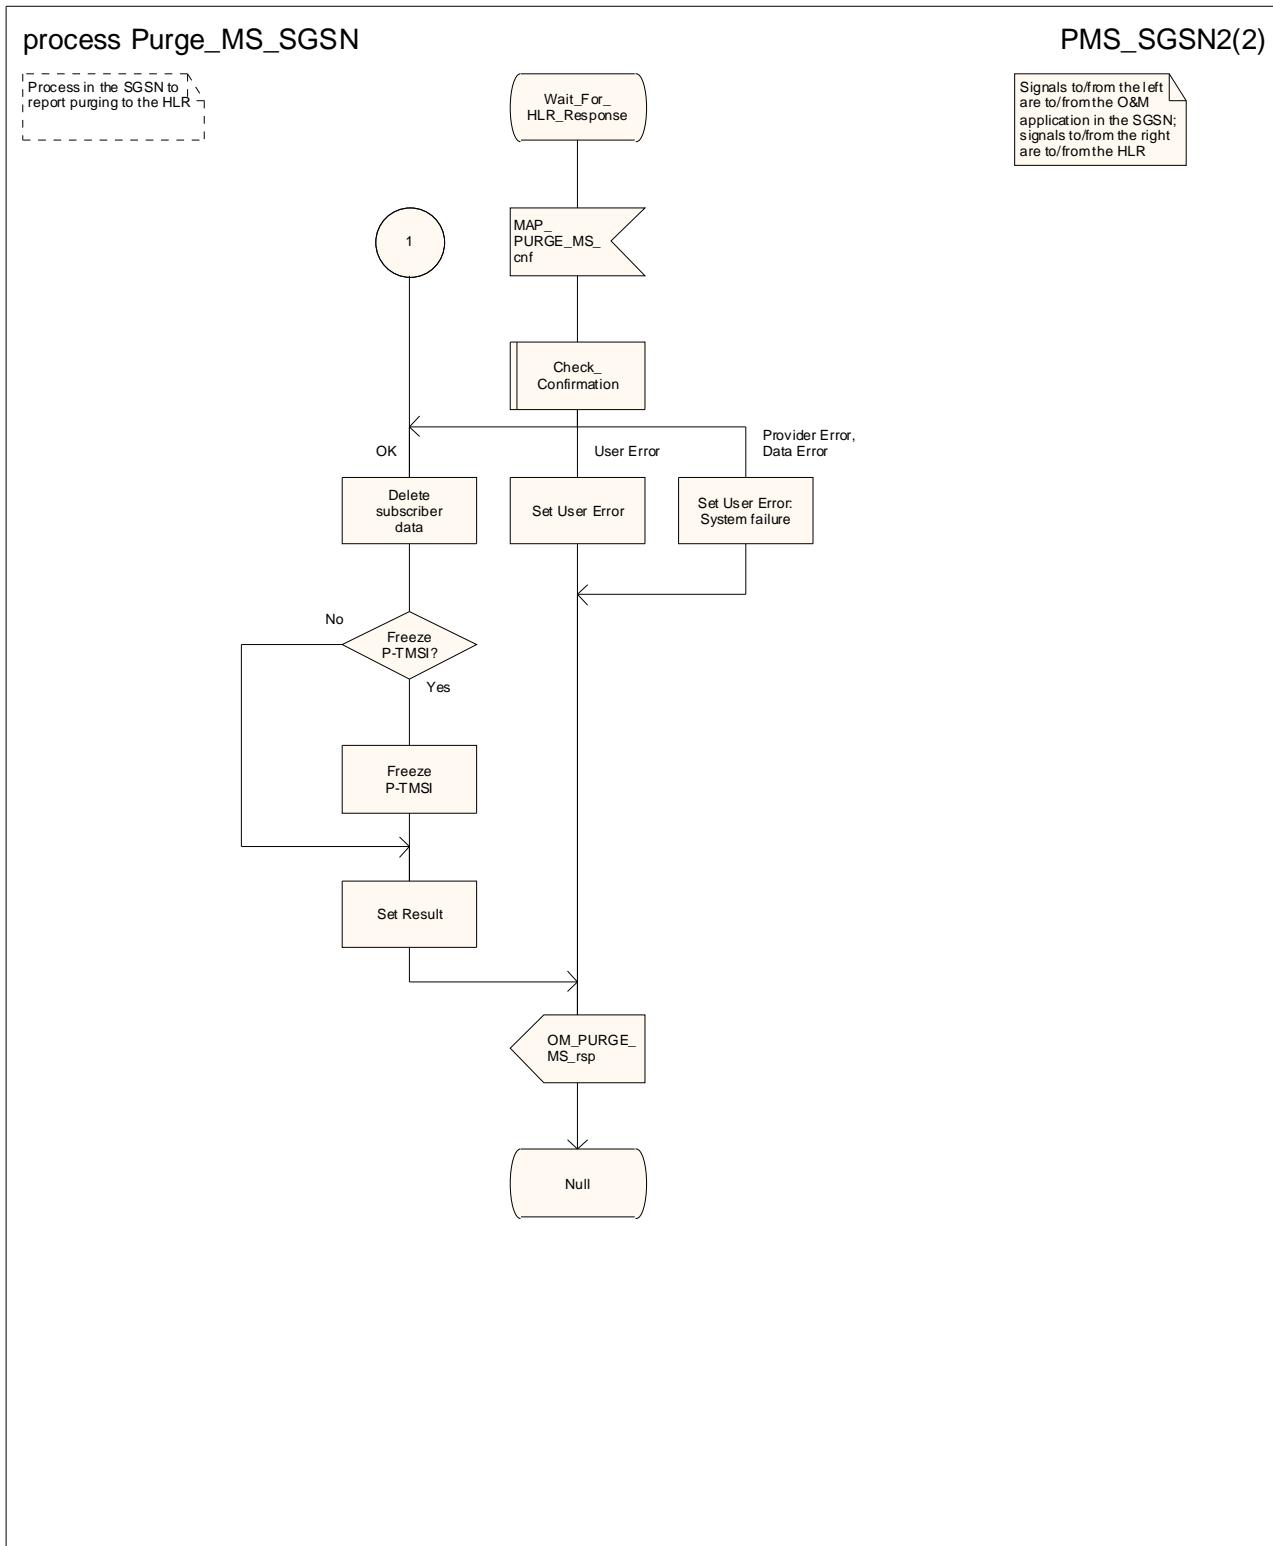 process Purge_MS_SGSN
PMS_SGSN2(2)
Process in the SGSN to
report purging to the HLR
Wait_For_
HLR_Response
Signals to/from the left
are to/from the O&M
application in the SGSN;
signals to/from the right
are to/from the HLR
1
MAP_
PURGE_MS_
cnf
Check_
Confirmation
OK
User Error
Provider Error,
Data Error
Delete
subscriber
data
Set User Error
Set User Error:
System failure
No
Freeze
P-TMSI?
Yes
Freeze
P-TMSI
Set Result
OM_PURGE_
MS_rsp
Null